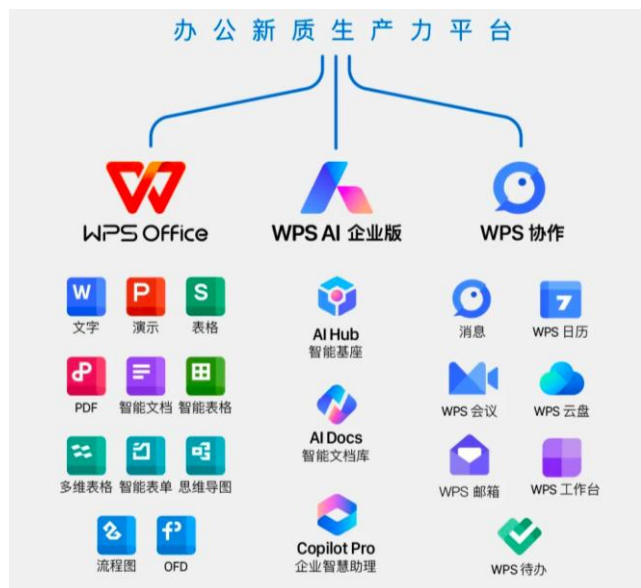 办公新质生产力平台
WPS Office
WPS AI 企业版
WPS 协作
W
P
S
文字
演示
表格
PDF
智能文档
智能表格
多维表格
智能表单
思维导图
流程图
OFD
AI Hub
智能基座
AI Docs
智能文档库
Copilot Pro
企业智慧助理
消息
7
WPS 日历
WPS 会议
WPS 云盘
WPS 邮箱
WPS 工作台
WPS 待办